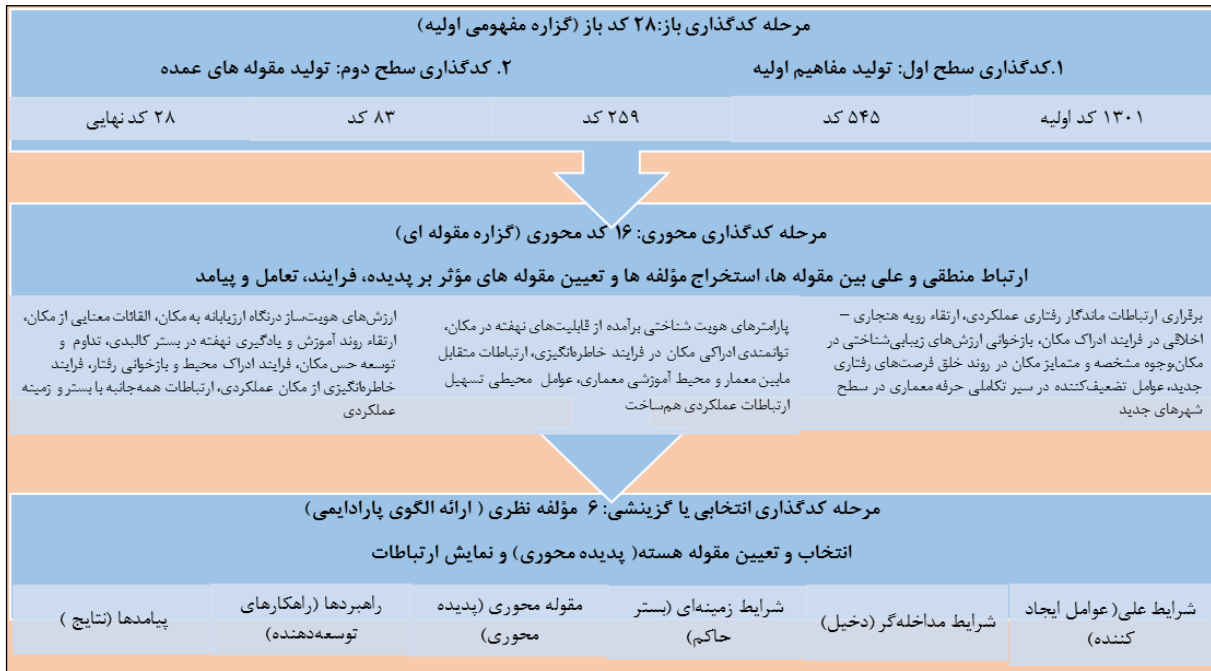 مرحله کدگذاری باز:۲۸ کد باز (گزاره مفهومی اولیه)
۱.کدگذاری سطح اول: تولید مفاهیم اولیه
۲. کدگذاری سطح دوم: تولید مقوله های عمده
۱۳۰۱ کد اولیه
۵۴۵ کد
۲۵۹ کد
۸۳ کد
۲۸ کد نهایی
مرحله کدگذاری محوری: ۱۶ کد محوری (گزاره مقوله ای)
ارتباط منطقی و علی بین مقوله ها، استخراج مؤلفه ها و تعیین مقوله های مؤثر بر پدیده، فرایند، تعامل و پیامد
برقراری ارتباطات ماندگار رفتاری عملکردی، ارتقاء رویه هنجاری –
اخلاقی در فرایند ادراک مکان، بازخوانی ارزش‌های زیبایی‌شناختی در
مکان،وجوه مشخصه و متمایز مکان در روند خلق فرصت‌های رفتاری
جدید، عوامل تضعیف‌کننده در سیر تکاملی حرفه معماری در سطح
شهرهای جدید
پارامترهای هویت شناختی برآمده از قابلیت‌های نهفته در مکان،
توانمندی ادراکی مکان در فرایند خاطره‌انگیزی، ارتباطات متقابل
مابین معمار و محیط آموزشی معماری، عوامل محیطی تسهیل
ارتباطات عملکردی هم‌ساخت
ارزش‌های هویت‌ساز درنگاه ارزیابانه به مکان، القائات معنایی از مکان،
ارتقاء روند آموزش و یادگیری نهفته در بستر کالبدی، تداوم و
توسعه حس مکان، فرایند ادراک محیط و بازخوانی رفتار، فرایند
خاطره‌انگیزی از مکان عملکردی، ارتباطات همه‌جانبه با بستر و زمینه
عملکردی
مرحله کدگذاری انتخابی یا گزینشی: ۶ مؤلفه نظری ( ارائه الگوی پارادایمی)
انتخاب و تعیین مقوله هسته( پدیده محوری) و نمایش ارتباطات
شرایط علی( عوامل ایجاد
کننده)
شرایط مداخله‌گر (دخیل)
شرایط زمینه‌ای (بستر
حاکم)
مقوله محوری (پدیده
محوری)
راهبردها (راهکارهای
توسعه‌دهنده)
پیامدها (نتایج )